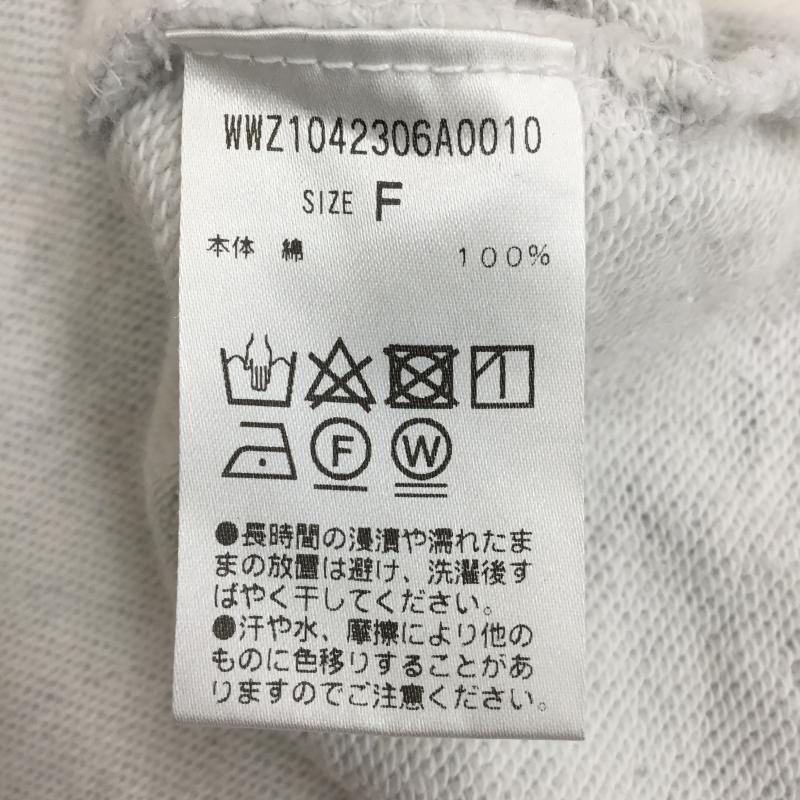 WWZ1042306A0010
SIZE F
本体 綿 100%
F W
●長時間の浸漬や濡れたま
まの放置は避け、洗濯後す
ばやく干してください。
●汗や水、摩擦により他の
ものに色移りすることがあ
りますのでご注意ください。